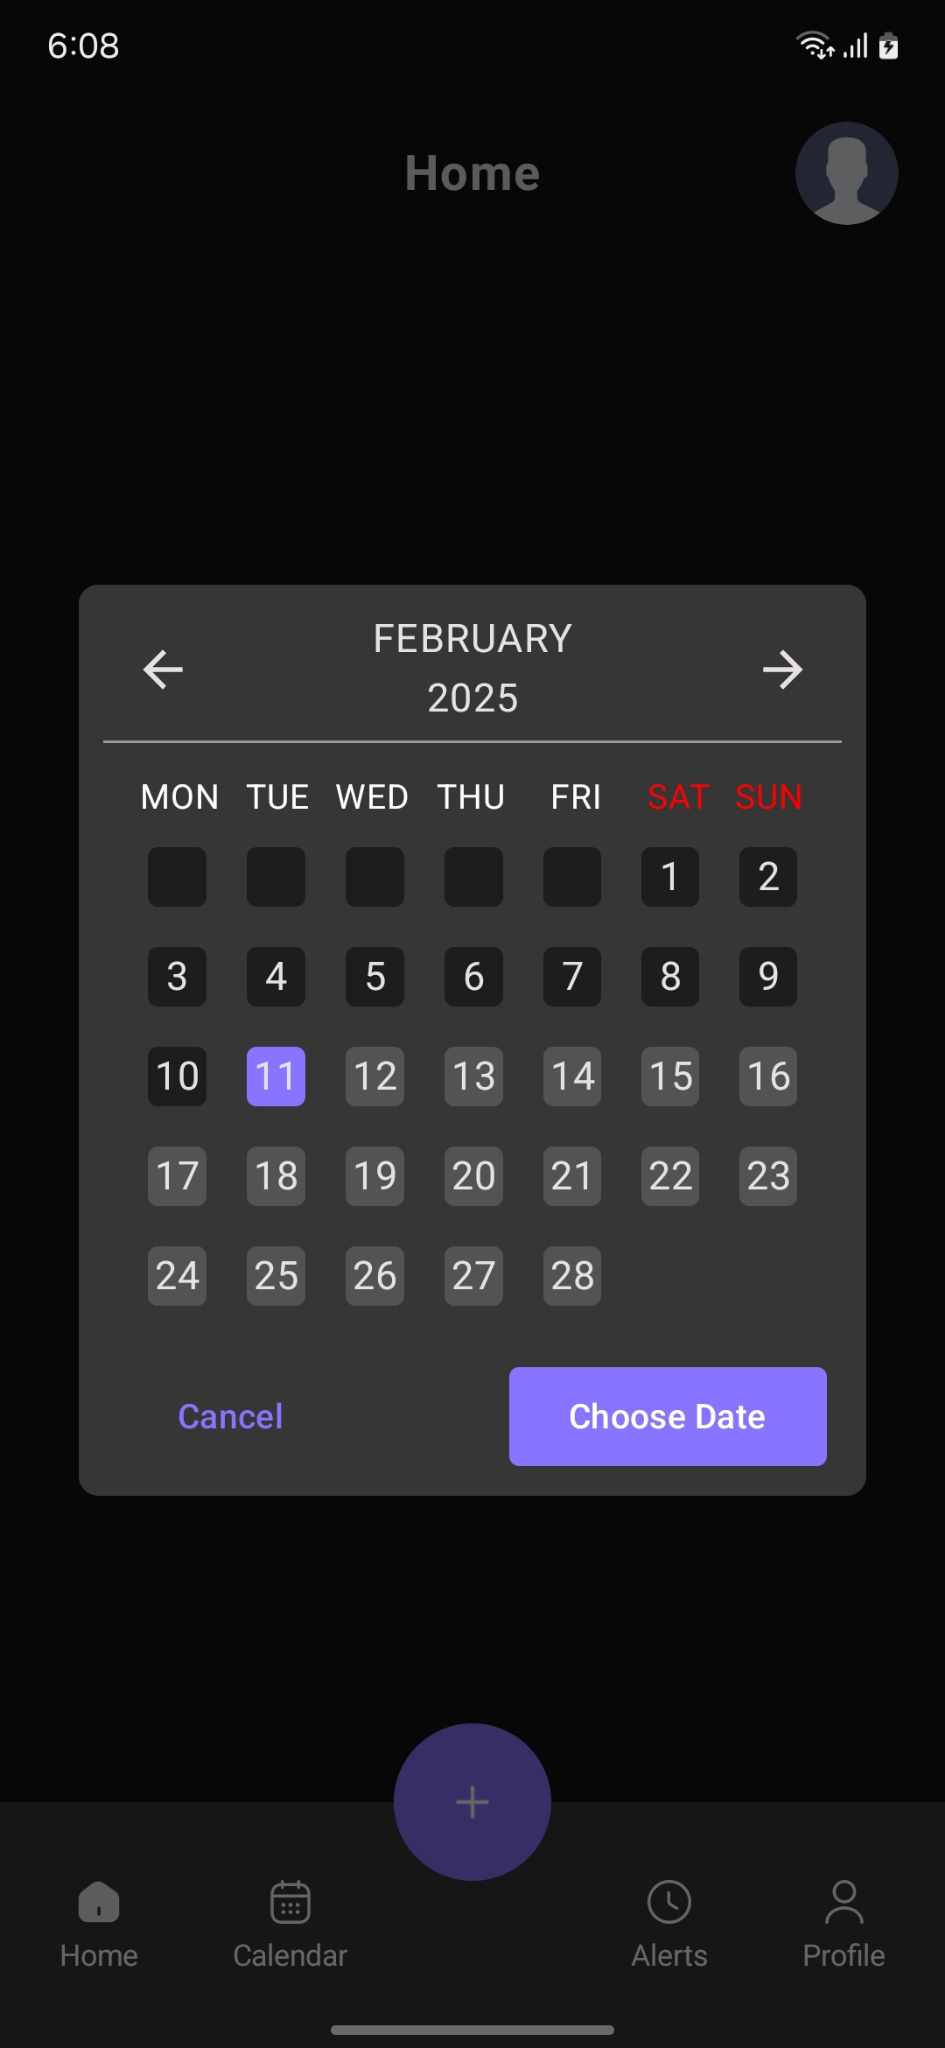 6:08
Home
FEBRUARY
2025
MON TUE WED THU FRI SAT SUN
1 2
3 4 5 6 7 8 9
10 11 12 13 14 15 16
17 18 19 20 21 22 23
24 25 26 27 28
Cancel Choose Date
Home Calendar Alerts Profile